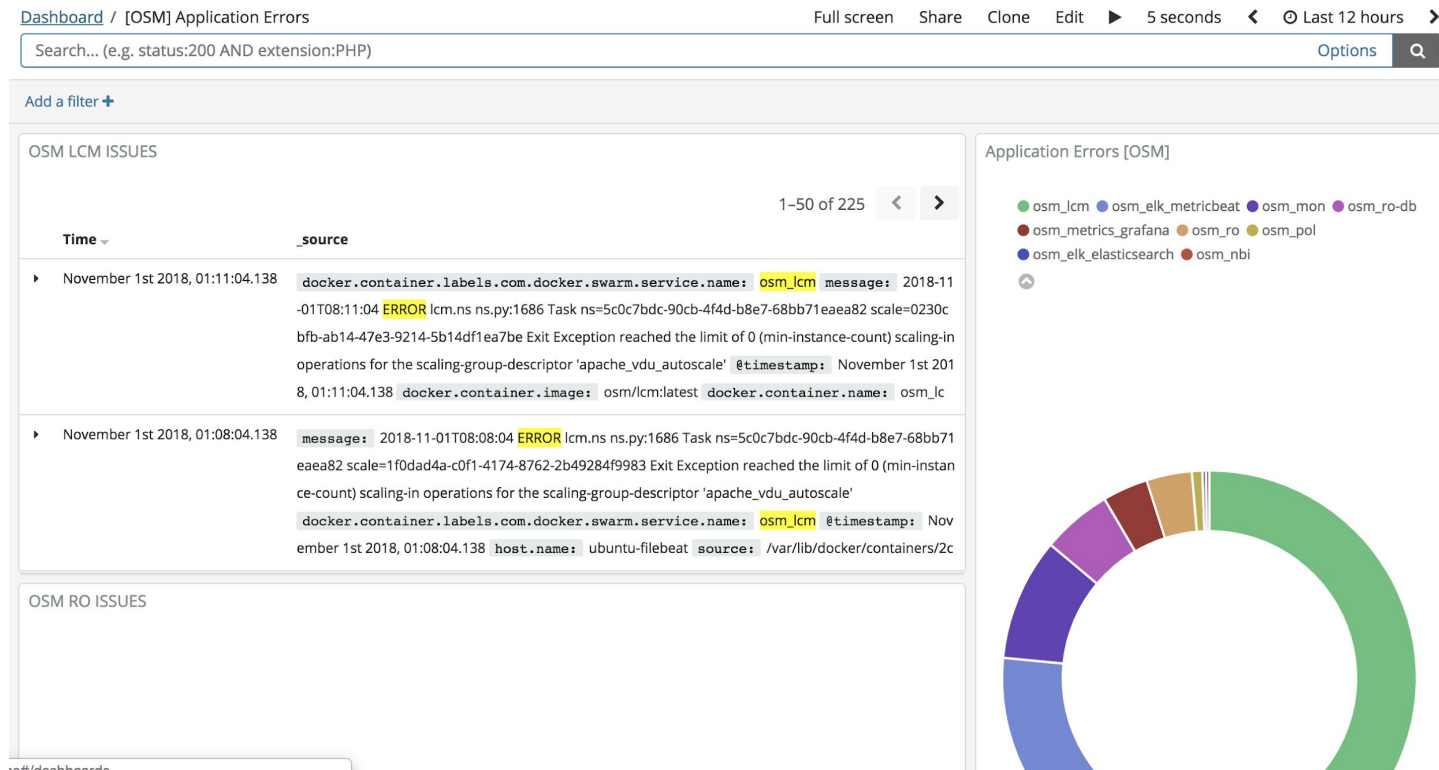 Dashboard / [OSM] Application Errors
Full screen Share Clone Edit 5 seconds Last 12 hours
Search... (e.g. status:200 AND extension:PHP)
Options
Add a filter
OSM LCM ISSUES
1–50 of 225
Time _source
November 1st 2018, 01:11:04.138
docker.container.labels.com.docker.swarm.service.name: osm_lcm message: 2018-11
-01T08:11:04 ERROR lcm.ns ns.py:1686 Task ns=5c0c7bdc-90cb-4f4d-b8e7-68bb71eaea82 scale=0230c
bfb-ab14-47e3-9214-5b14df1ea7be Exit Exception reached the limit of 0 (min-instance-count) scaling-in
operations for the scaling-group-descriptor 'apache_vdu_autoscale' @timestamp: November 1st 201
8, 01:11:04.138 docker.container.image: osm/lcm:latest docker.container.name: osm_lc
November 1st 2018, 01:08:04.138
message: 2018-11-01T08:08:04 ERROR lcm.ns ns.py:1686 Task ns=5c0c7bdc-90cb-4f4d-b8e7-68bb71
eaea82 scale=1f0dad4a-c0f1-4174-8762-2b49284f9983 Exit Exception reached the limit of 0 (min-instan
ce-count) scaling-in operations for the scaling-group-descriptor 'apache_vdu_autoscale'
docker.container.labels.com.docker.swarm.service.name: osm_lcm @timestamp: Nov
ember 1st 2018, 01:08:04.138 host.name: ubuntu-filebeat source: /var/lib/docker/containers/2c
OSM RO ISSUES
Application Errors [OSM]
osm_lcm osm_elk_metricbeat osm_mon osm_ro-db
osm_metrics_grafana osm_ro osm_pol
osm_elk_elasticsearch osm_nbi